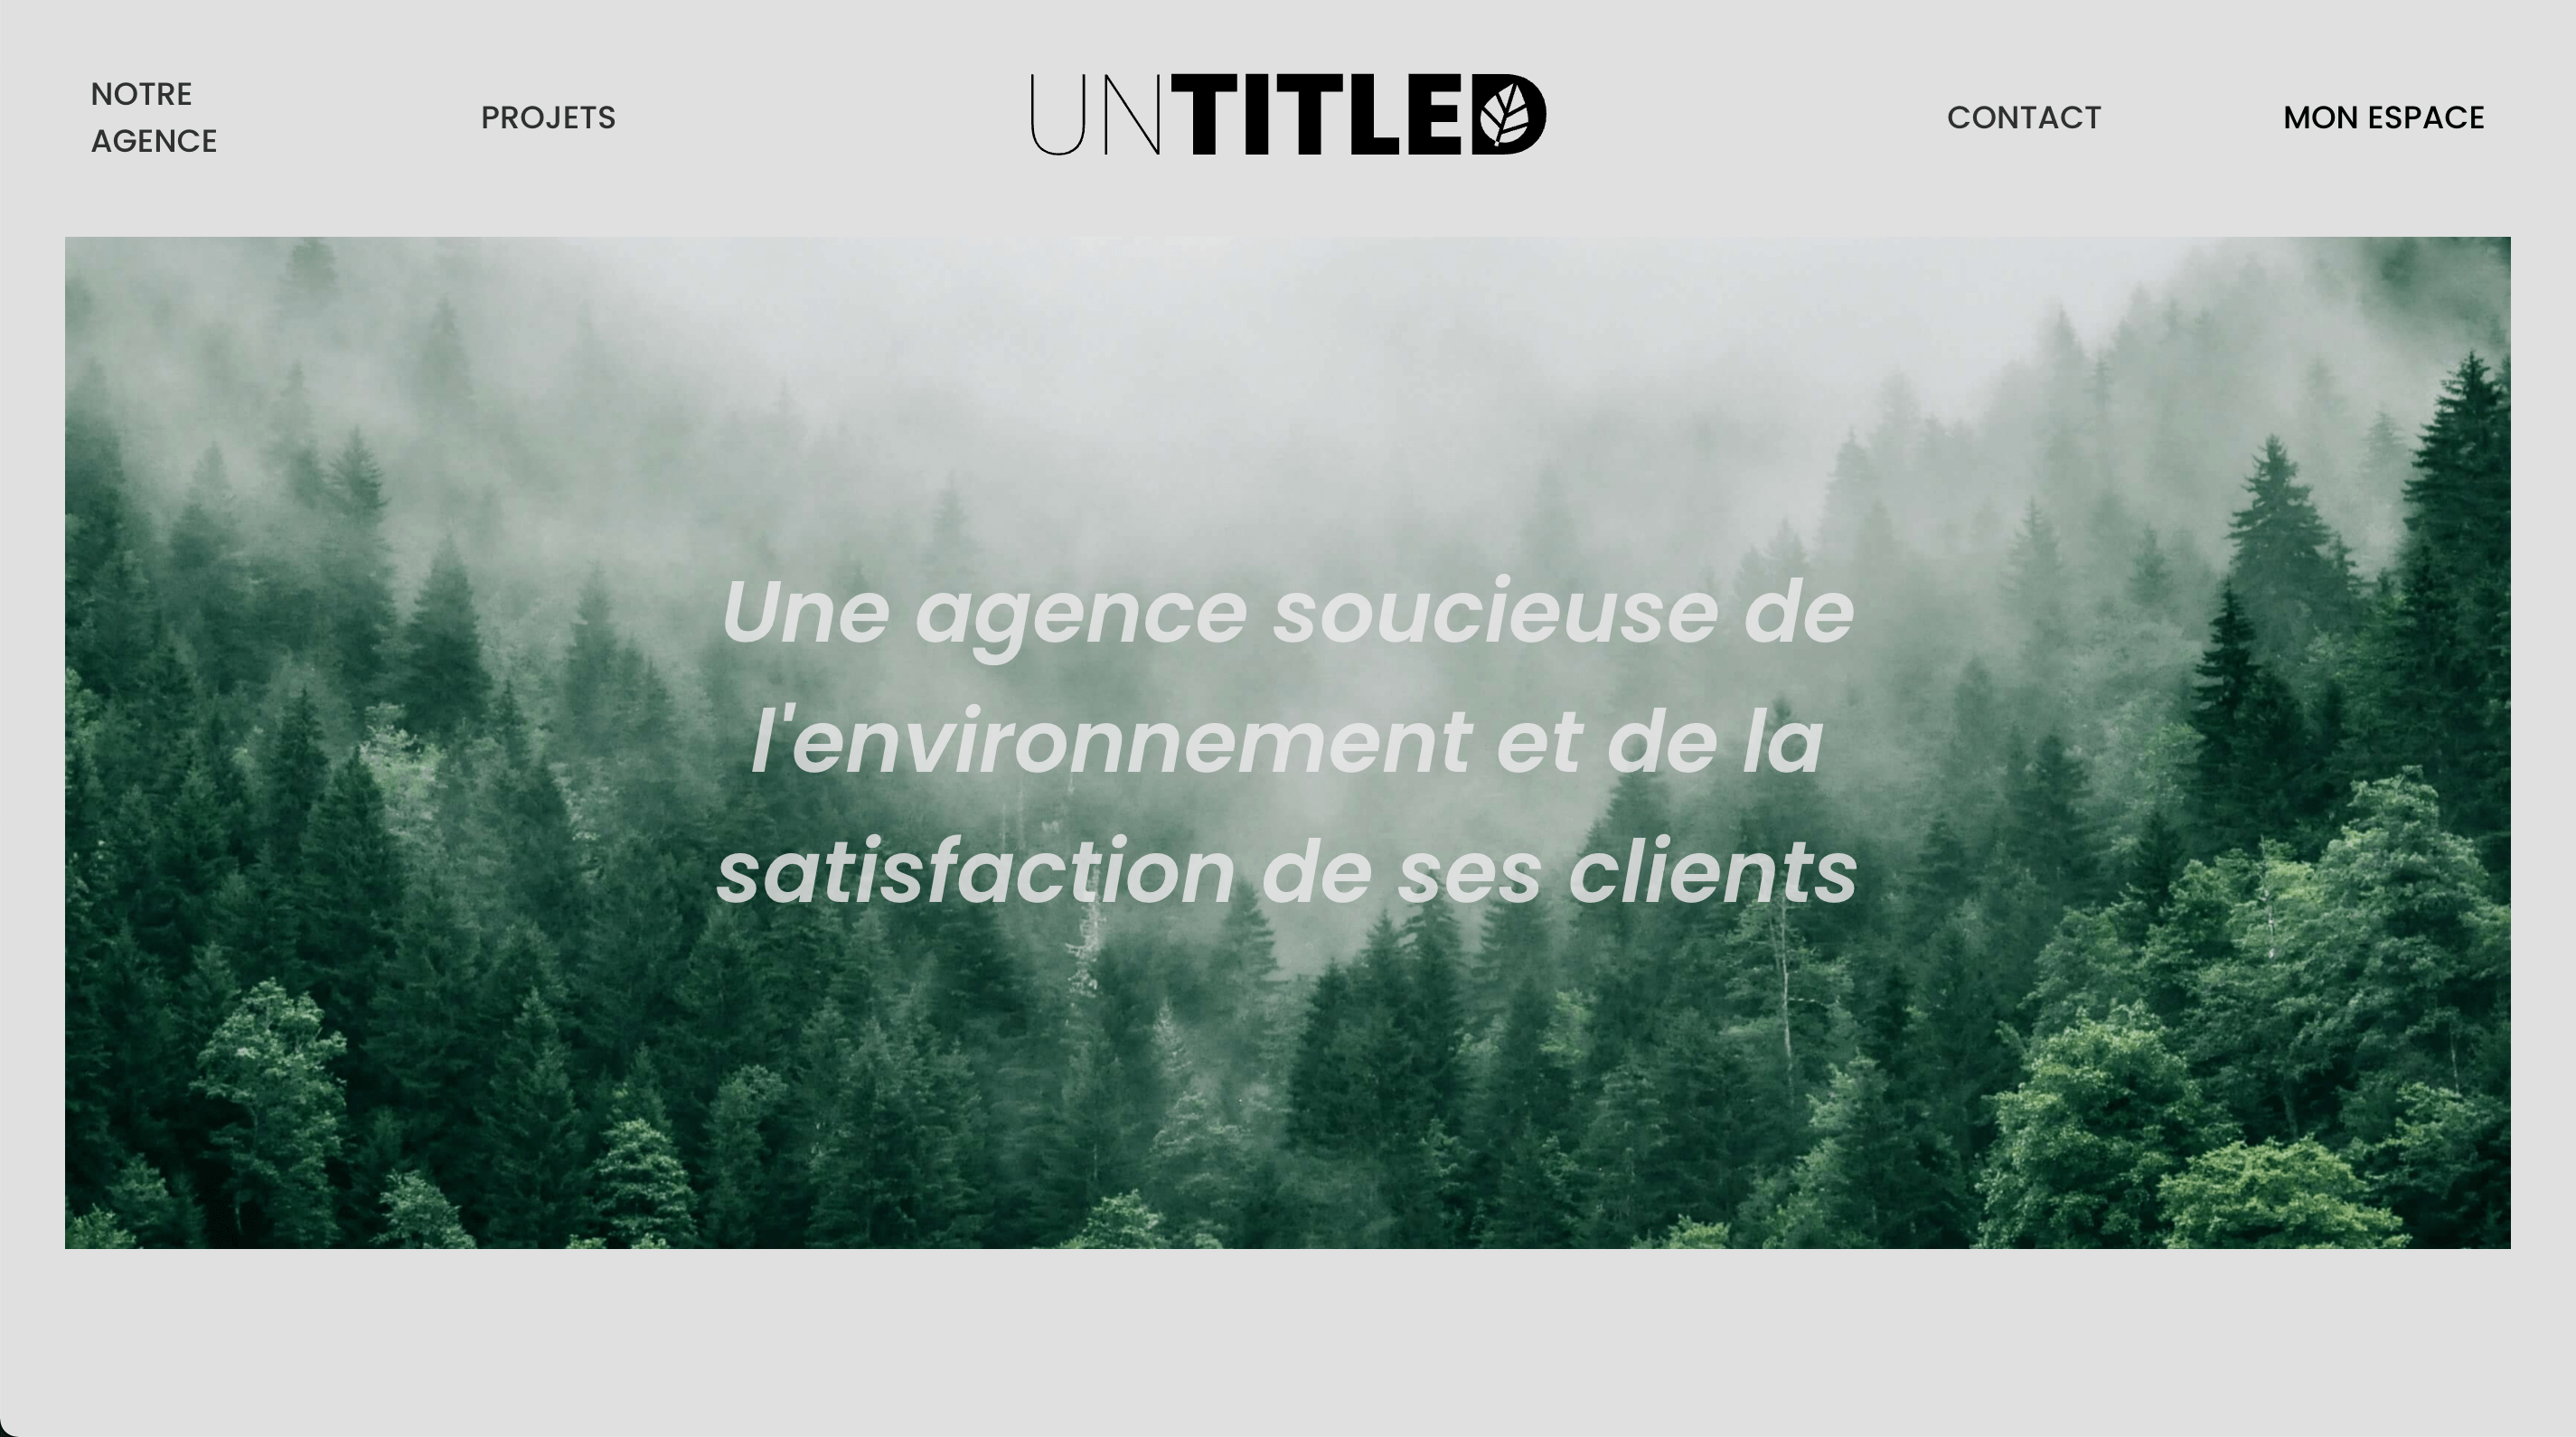 NOTRE
AGENCE
PROJETS
UNTITLED
CONTACT
MON ESPACE
Une agence soucieuse de
l'environnement et de la
satisfaction de ses clients